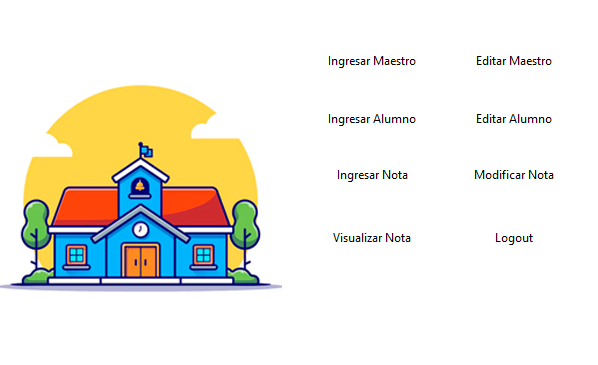 Ingresar Maestro
Editar Maestro
Ingresar Alumno
Editar Alumno
Ingresar Nota
Modificar Nota
Visualizar Nota
Logout